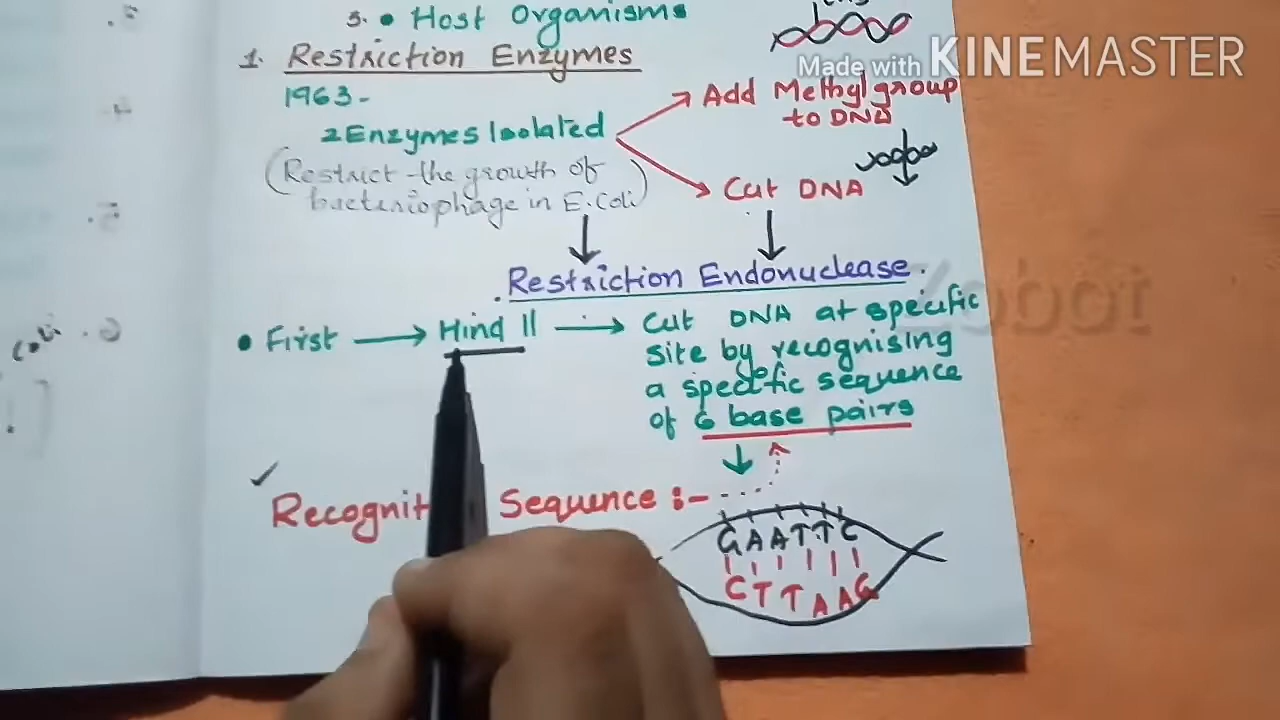 3. • Host Organisms
Made with KINEMASTER
1. Restriction Enzymes
1963 -
2 Enzymes Isolated
Add Methyl group
to DNA
(Restrict the growth of
bacteriophage in E. Coli)
Cut DNA
Restriction Endonuclease.
• First → Hind II → Cut DNA at specific
site by recognising
a specific sequence
of 6 base pairs
Sequence :-
GAATTC
CTTAAG
Coli